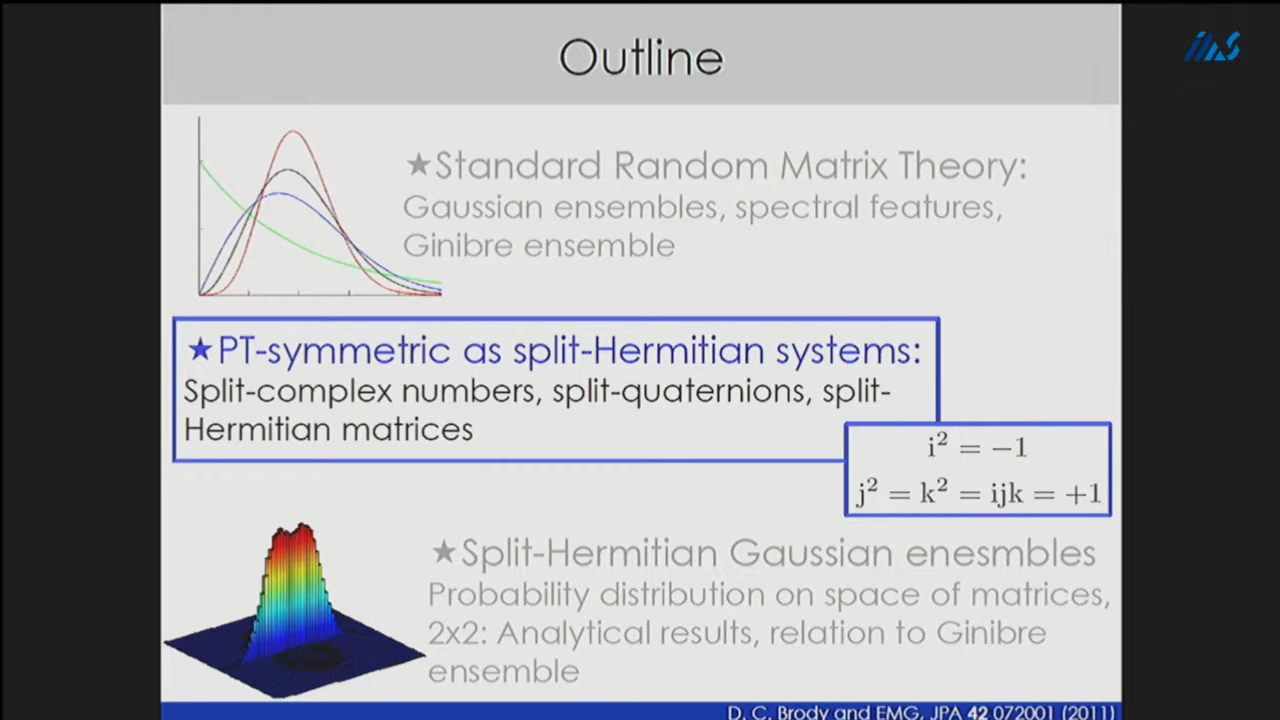 Outline
IMS
★Standard Random Matrix Theory:
Gaussian ensembles, spectral features,
Ginibre ensemble
★PT-symmetric as split-Hermitian systems:
Split-complex numbers, split-quaternions, split-
Hermitian matrices
i² = −1
j² = k² = ijk = +1
★Split-Hermitian Gaussian enesmbles
Probability distribution on space of matrices,
2x2: Analytical results, relation to Ginibre
ensemble
D. C. Brody and EMG, JPA 42 072001 (2011)